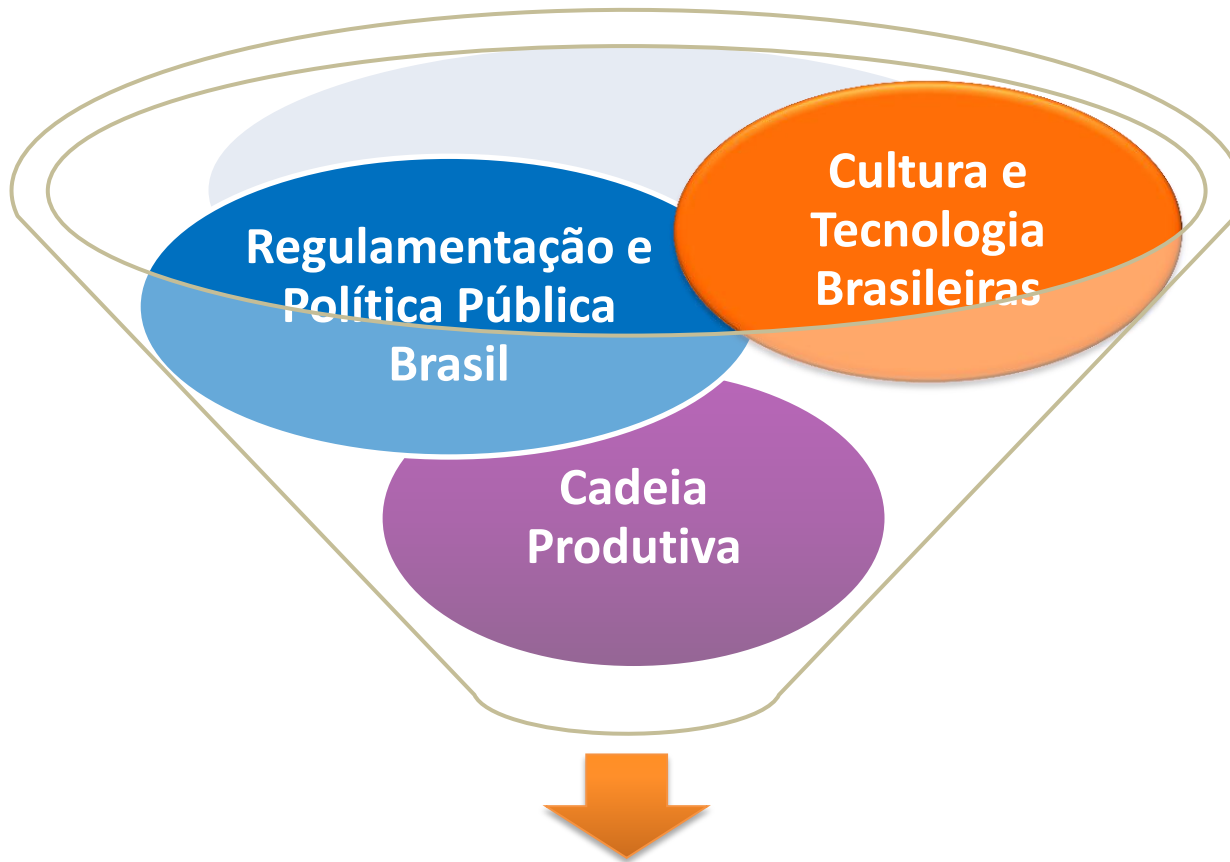 Regulamentação e
Política Pública
Brasil
Cultura e
Tecnologia
Brasileiras
Cadeia
Produtiva